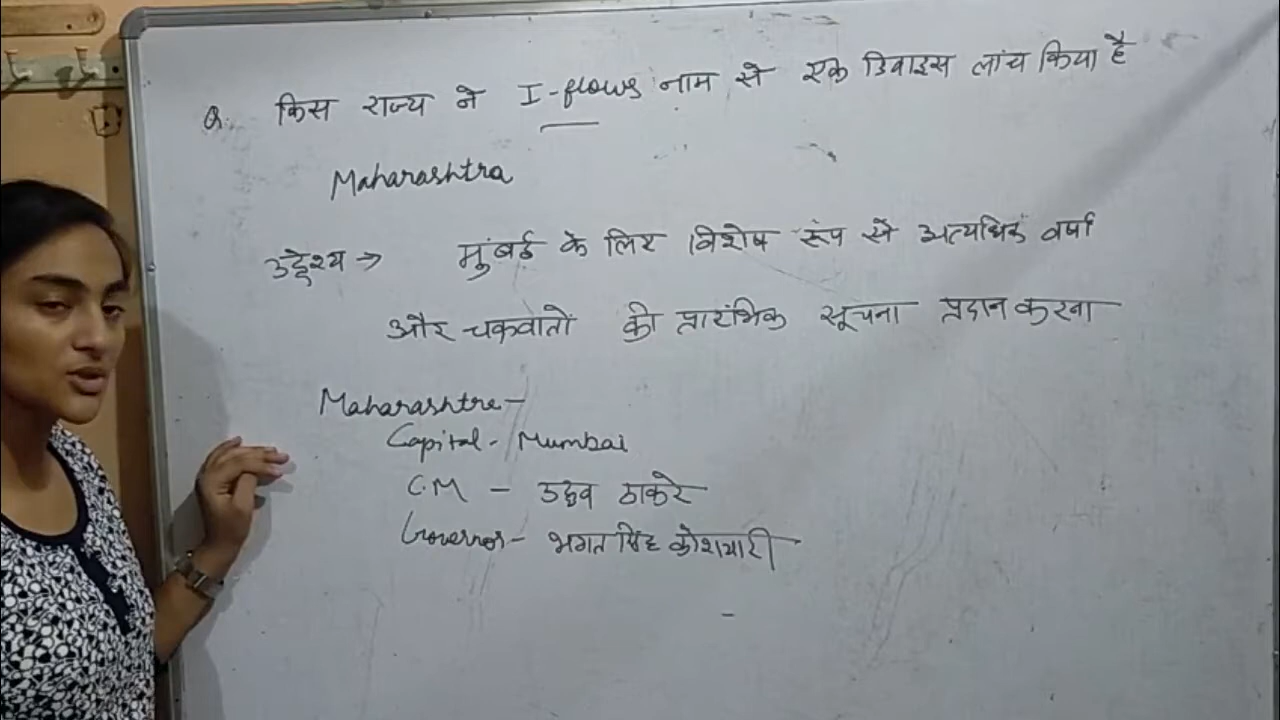 Q. किस राज्य ने I-flows नाम से एक डिवाइस लांच किया है
Maharashtra
उद्देश्य → मुंबई के लिए विशेष रूप से अत्यधिक वर्षा
और चक्रवातों की प्रारंभिक सूचना प्रदान करना
Maharashtra -
Capital - Mumbai
C.M - उद्धव ठाकरे
Governor - भगत सिंह कोशयारी